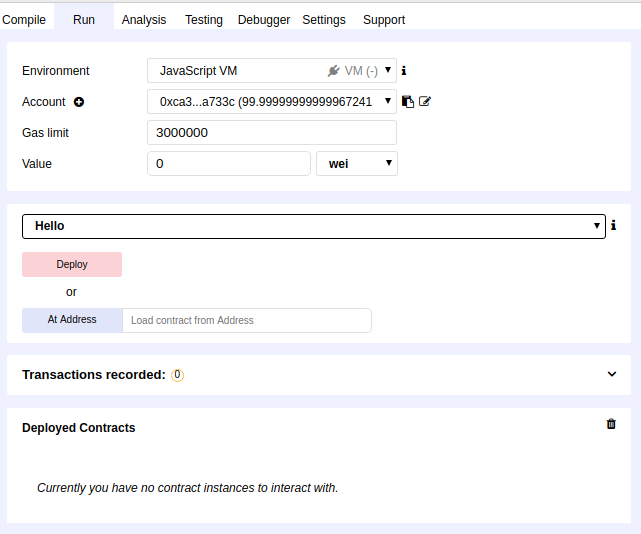 Compile Run Analysis Testing Debugger Settings Support
Environment JavaScript VM VM (-)
Account 0xca3...a733c (99.99999999999967241
Gas limit 3000000
Value 0 wei
Hello
Deploy
or
At Address Load contract from Address
Transactions recorded: 0
Deployed Contracts
Currently you have no contract instances to interact with.